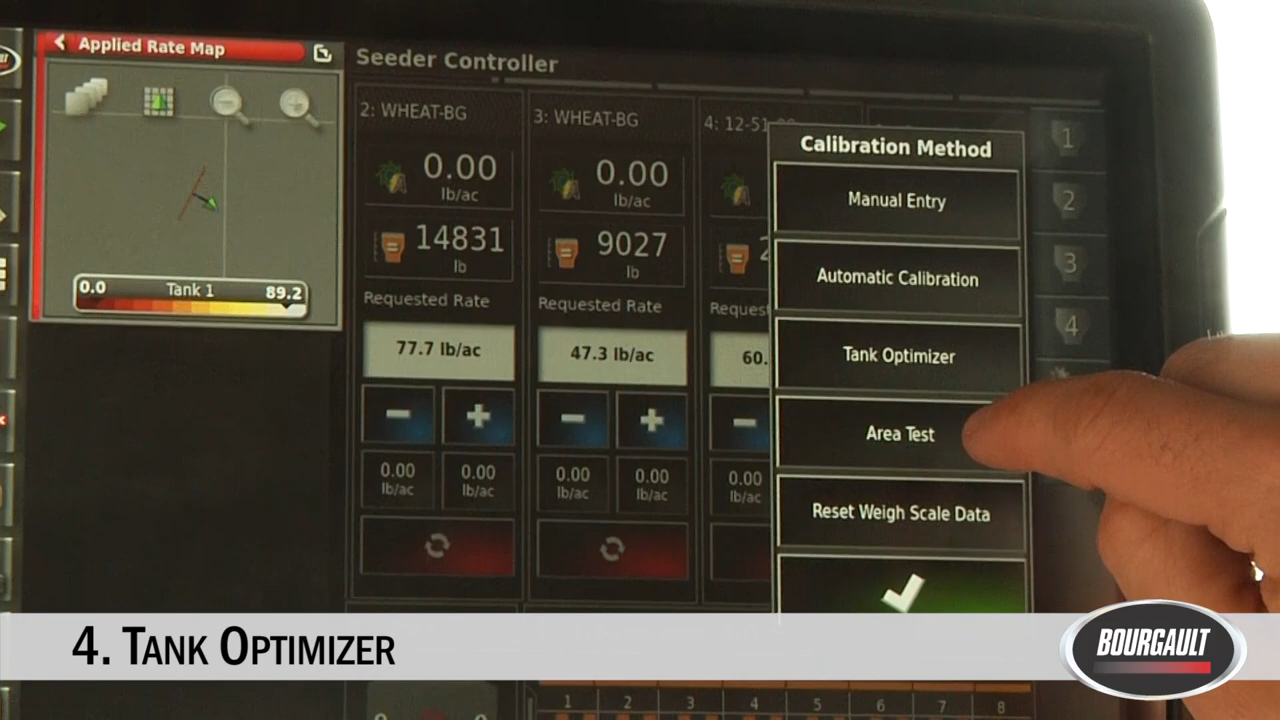 Applied Rate Map
0.0 Tank 1 89.2
Seeder Controller
2: WHEAT-BG
0.00
lb/ac
14831
lb
Requested Rate
77.7 lb/ac
0.00
lb/ac
0.00
lb/ac
3: WHEAT-BG
0.00
lb/ac
9027
lb
Requested Rate
47.3 lb/ac
0.00
lb/ac
0.00
lb/ac
4: 12-51
60.
0.00
lb/ac
Calibration Method
Manual Entry
Automatic Calibration
Tank Optimizer
Area Test
Reset Weigh Scale Data
1
2
3
4
4. TANK OPTIMIZER
BOURGAULT
1 2 3 4 5 6 7 8